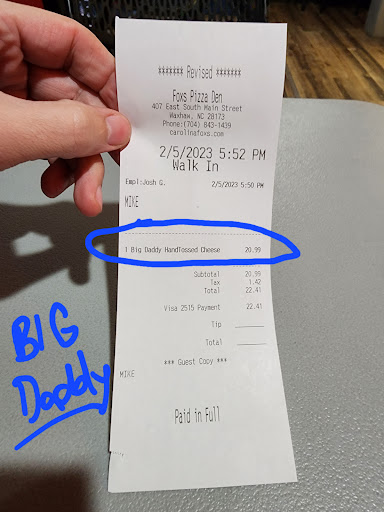 ******* Revised *******
Foxs Pizza Den
407 East South Main Street
Waxhaw, NC 28173
Phone:(704) 843-1439
carolinafoxs.com
2/5/2023 5:52 PM
Walk In
Empl:Josh G. 2/5/2023 5:50 PM
MIKE
1 Big Daddy HandTossed Cheese 20.99
Subtotal 20.99
Tax 1.42
Total 22.41
Visa 2515 Payment 22.41
Tip
Total
*** Guest Copy ***
MIKE
Paid in Full
BIG
Daddy